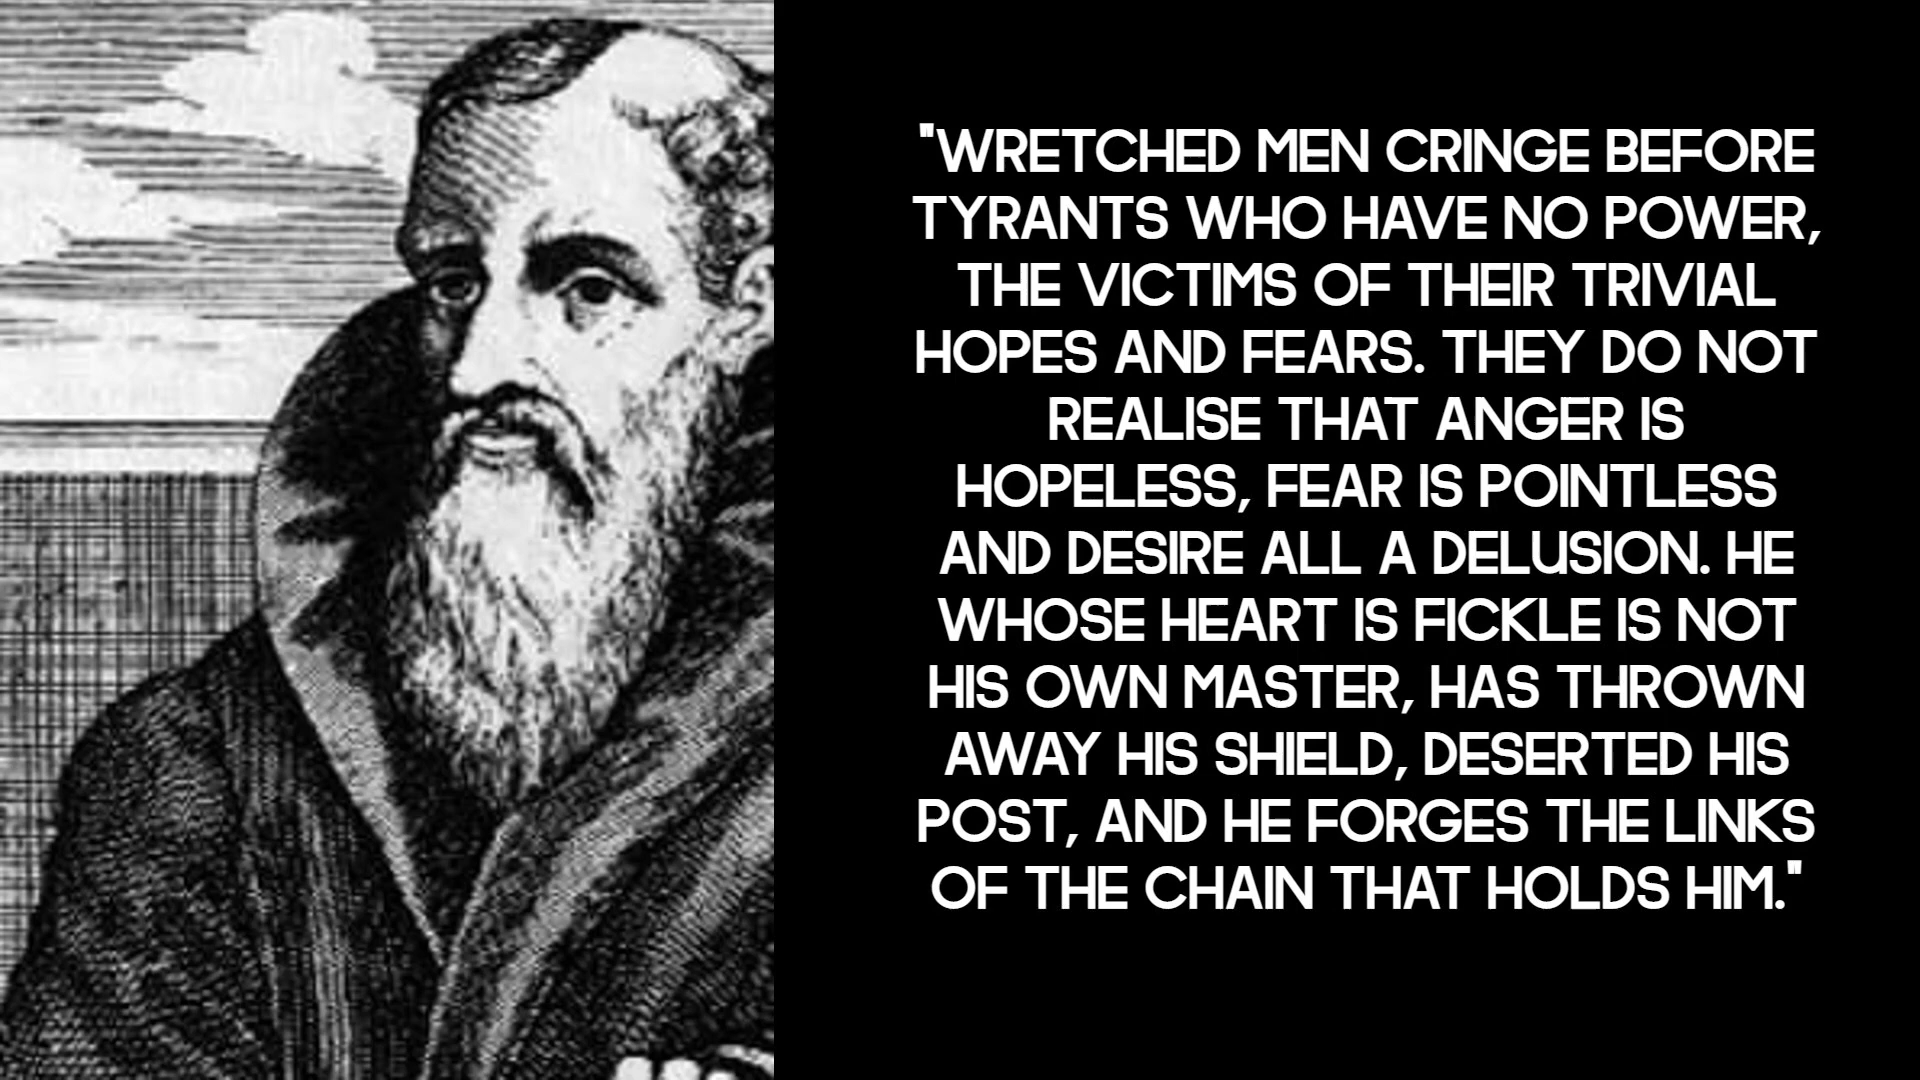 "WRETCHED MEN CRINGE BEFORE
TYRANTS WHO HAVE NO POWER,
THE VICTIMS OF THEIR TRIVIAL
HOPES AND FEARS. THEY DO NOT
REALISE THAT ANGER IS
HOPELESS, FEAR IS POINTLESS
AND DESIRE ALL A DELUSION. HE
WHOSE HEART IS FICKLE IS NOT
HIS OWN MASTER, HAS THROWN
AWAY HIS SHIELD, DESERTED HIS
POST, AND HE FORGES THE LINKS
OF THE CHAIN THAT HOLDS HIM."